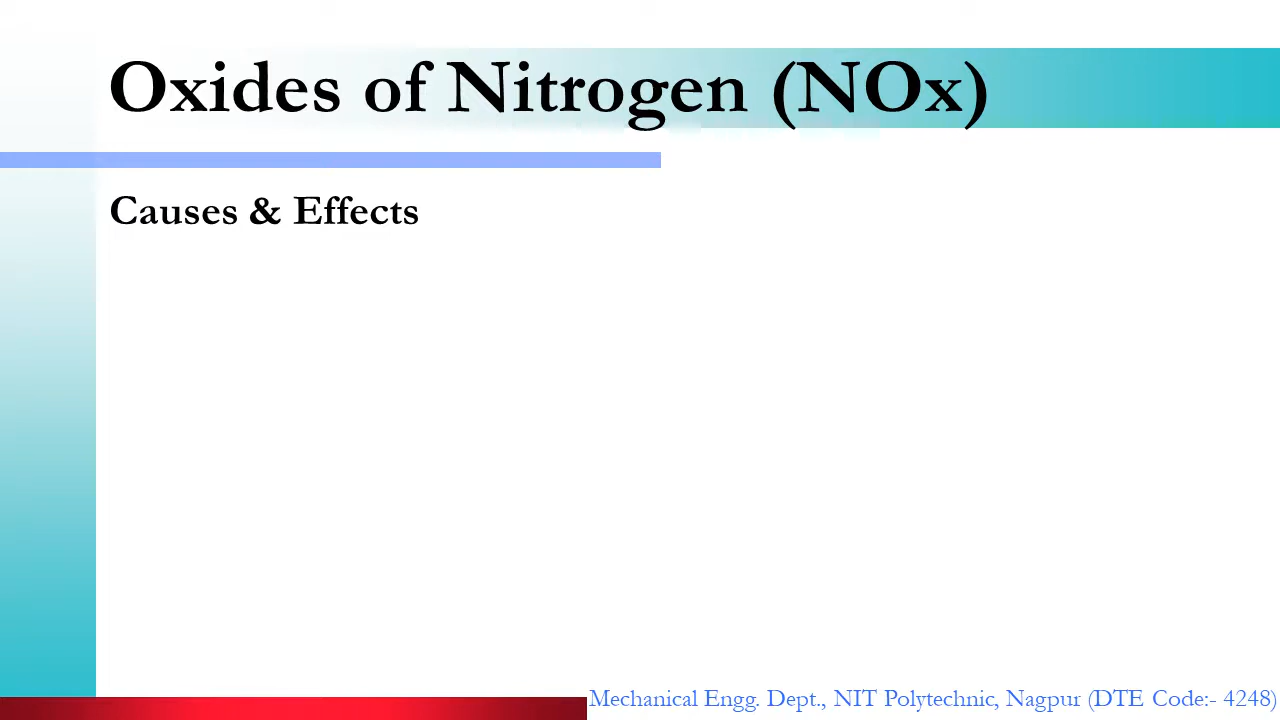 Oxides of Nitrogen (NOx)
Causes & Effects
Mechanical Engg. Dept., NIT Polytechnic, Nagpur (DTE Code:- 4248)